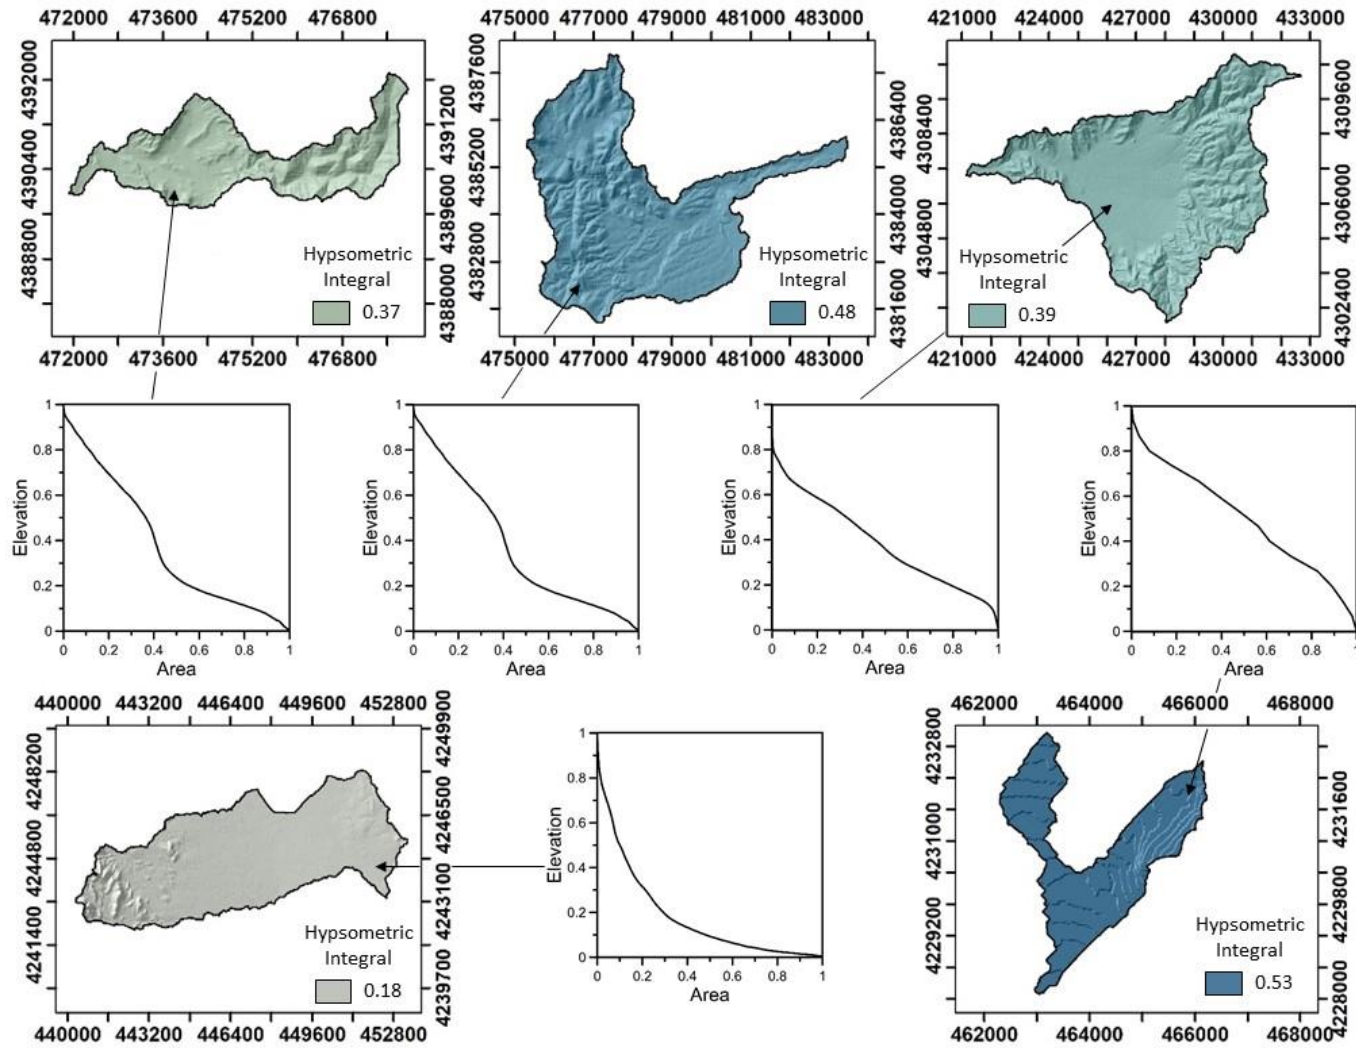 472000 473600 475200 476800
475000 477000 479000 481000 483000
421000 424000 427000 430000 433000
4392000
4390400
4388800
4391200
4389600
4388000
Hypsometric
Integral
0.37
472000 473600 475200 476800
4387600
4385200
4382800
4386400
4384000
4381600
Hypsometric
Integral
0.48
475000 477000 479000 481000 483000
4308400
4304800
4309600
4306000
4302400
Hypsometric
Integral
0.39
421000 424000 427000 430000 433000
1
0.8
0.6
0.4
0.2
0
Elevation
0 0.2 0.4 0.6 0.8 1
Area
1
0.8
0.6
0.4
0.2
0
Elevation
0 0.2 0.4 0.6 0.8 1
Area
1
0.8
0.6
0.4
0.2
0
Elevation
0 0.2 0.4 0.6 0.8 1
Area
1
0.8
0.6
0.4
0.2
0
Elevation
0 0.2 0.4 0.6 0.8 1
Area
440000 443200 446400 449600 452800
4248200
4244800
4241400
4249900
4246500
4243100
4239700
Hypsometric
Integral
0.18
440000 443200 446400 449600 452800
1
0.8
0.6
0.4
0.2
0
Elevation
0 0.2 0.4 0.6 0.8 1
Area
462000 464000 466000 468000
4232800
4231000
4229200
4231600
4229800
4228000
Hypsometric
Integral
0.53
462000 464000 466000 468000